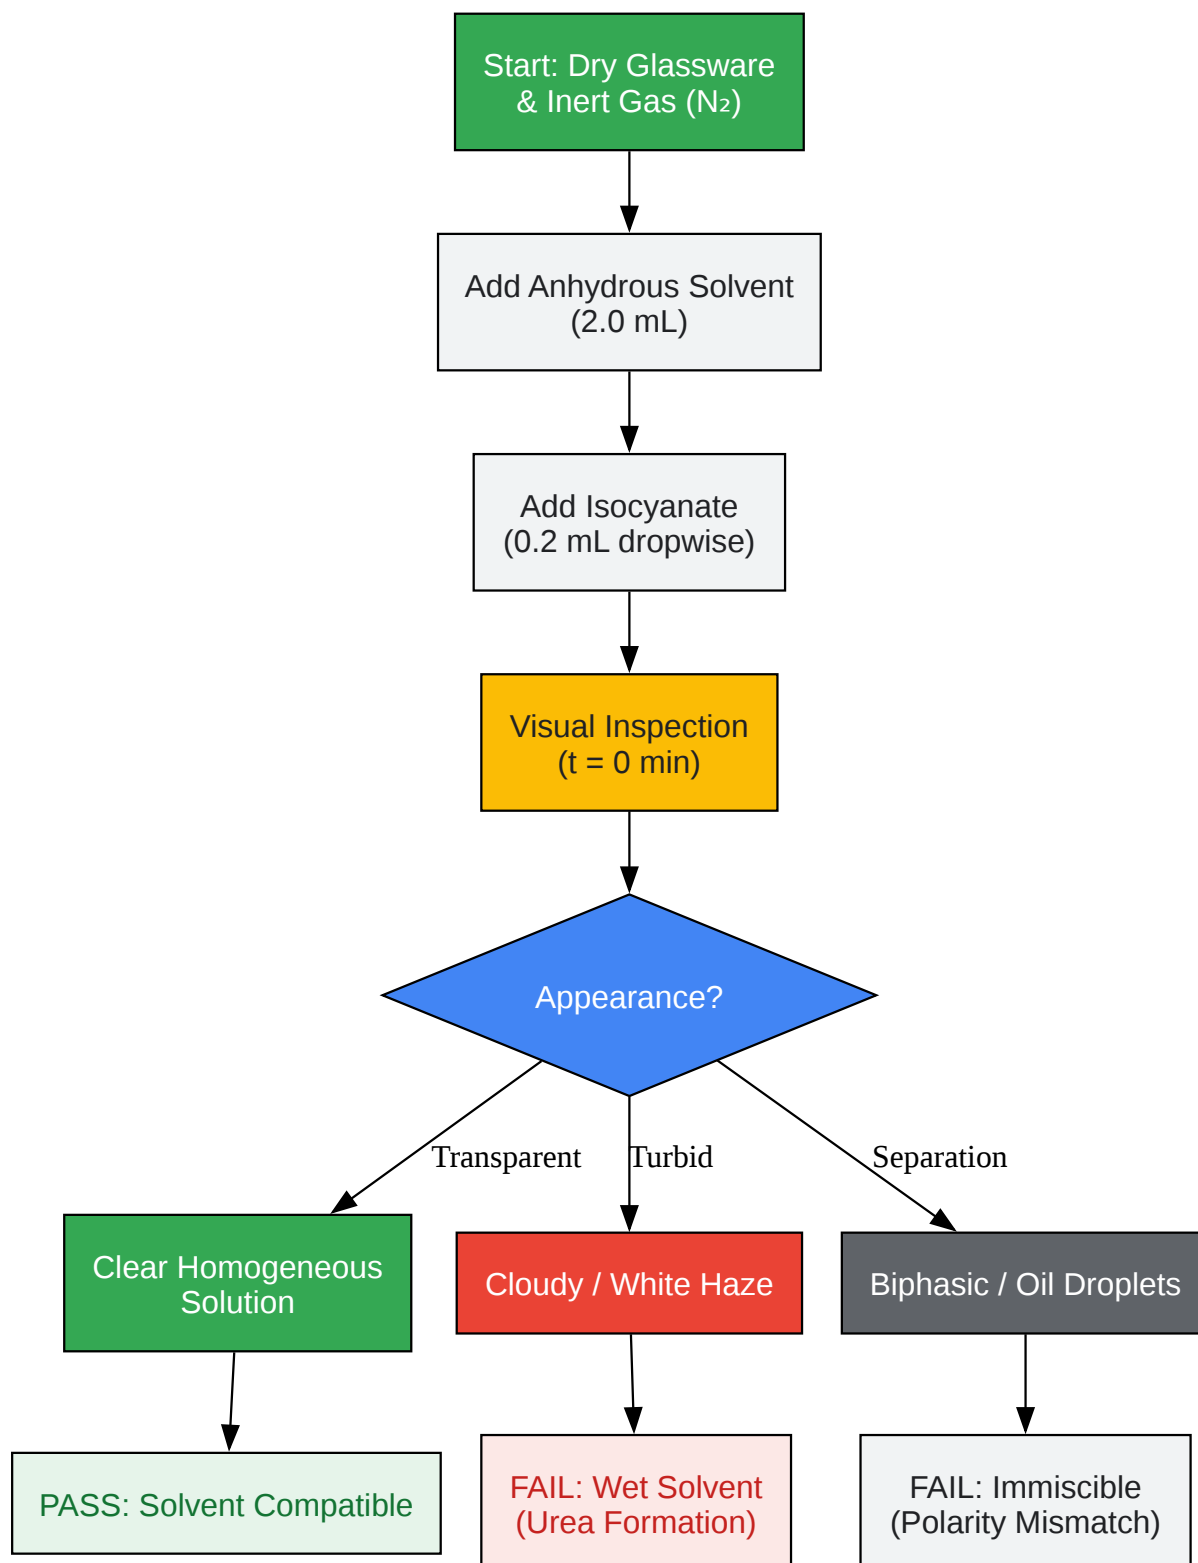 Start: Dry Glassware
& Inert Gas (N₂)
Add Anhydrous Solvent
(2.0 mL)
Add Isocyanate
(0.2 mL dropwise)
Visual Inspection
(t = 0 min)
Appearance?
Transparent
Turbid
Separation
Clear Homogeneous
Solution
Cloudy / White Haze
Biphasic / Oil Droplets
PASS: Solvent Compatible
FAIL: Wet Solvent
(Urea Formation)
FAIL: Immiscible
(Polarity Mismatch)